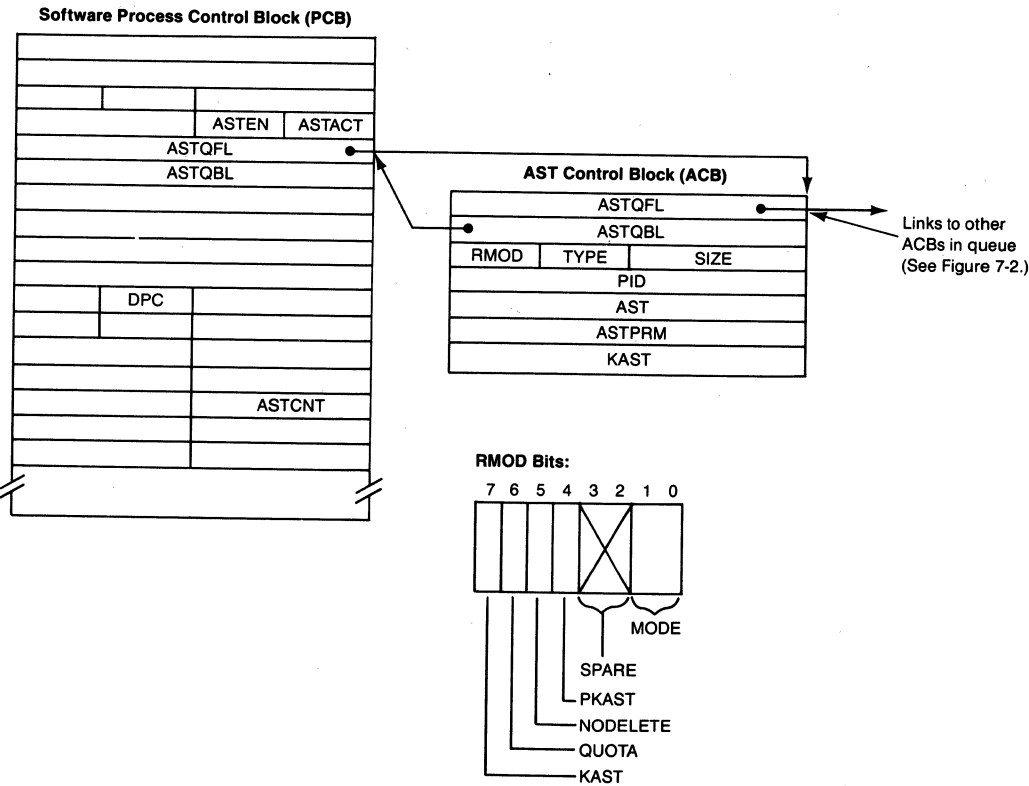 Software Process Control Block (PCB)
ASTEN ASTACT
ASTQFL
ASTQBL
DPC
ASTCNT
AST Control Block (ACB)
ASTQFL
ASTQBL
RMOD TYPE SIZE
PID
AST
ASTPRM
KAST
Links to other
ACBs in queue
(See Figure 7-2.)
RMOD Bits:
7 6 5 4 3 2 1 0
MODE
SPARE
PKAST
NODELETE
QUOTA
KAST